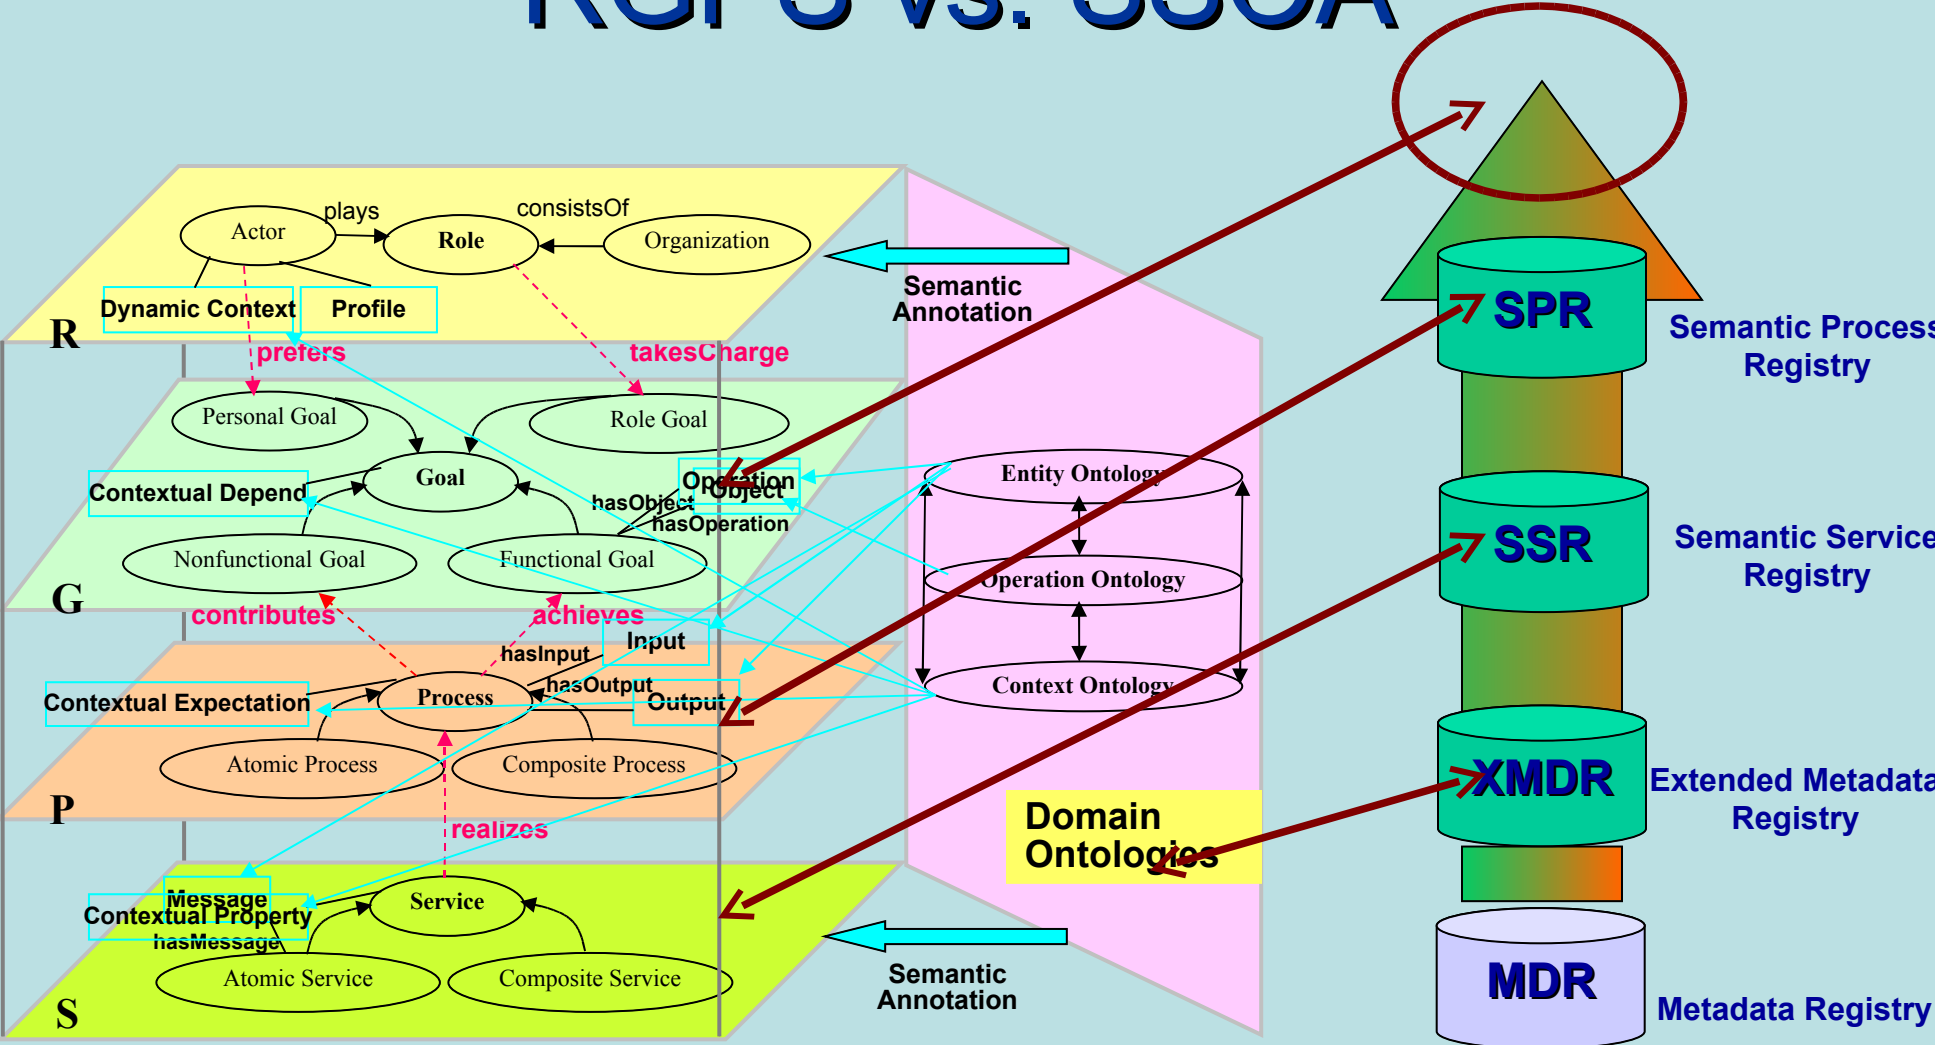 RGPS vs. SSOA
plays
consistsOf
Actor
Role
Organization
Dynamic Context
Profile
R
Semantic
Annotation
prefers
takesCharge
Personal Goal
Role Goal
Goal
Contextual Depend
Operation
Object
hasObject
hasOperation
Nonfunctional Goal
Functional Goal
G
contributes
achieves
Input
hasInput
hasOutput
Process
Contextual Expectation
Output
Atomic Process
Composite Process
P
realizes
Message
Service
Contextual Property
hasMessage
Atomic Service
Composite Service
S
Semantic
Annotation
Entity Ontology
Operation Ontology
Context Ontology
Domain
Ontologies
SPR
Semantic Process
Registry
SSR
Semantic Service
Registry
XMDR
Extended Metadata
Registry
MDR
Metadata Registry